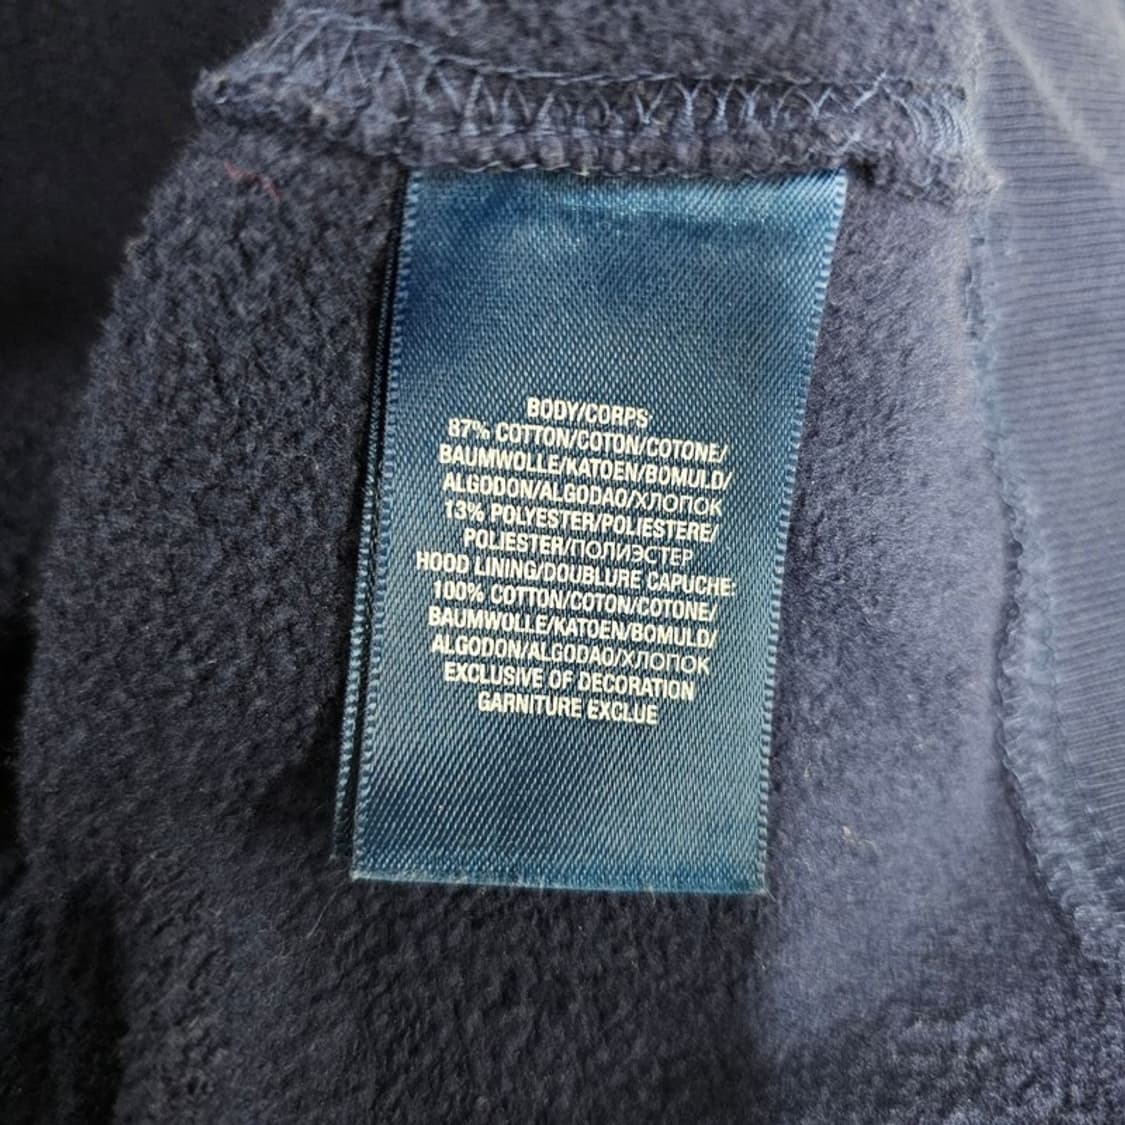 BODY/CORPS
87% COTTON/COTON/COTONE/
BAUMWOLLE/KATOEN/BOMULD/
ALGODON/ALGODAO/ХЛОПОК
13% POLYESTER/POLIESTERE/
POLIESTER/ПОЛИЭСТЕР
HOOD LINING/DOUBLURE CAPUCHE:
100% COTTON/COTON/COTONE/
BAUMWOLLE/KATOEN/BOMULD/
ALGODON/ALGODAO/ХЛОПОК
EXCLUSIVE OF DECORATION
GARNITURE EXCLUE